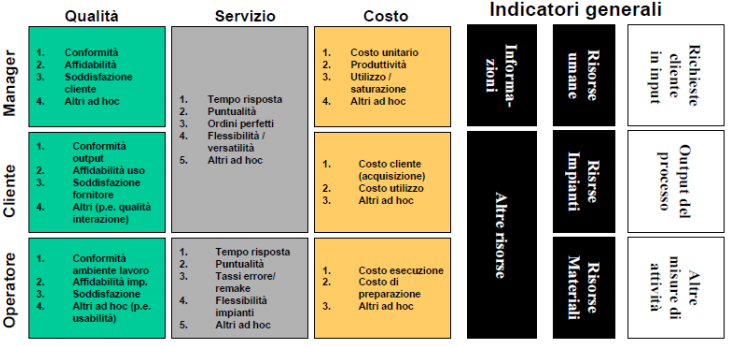 Qualità
Servizio
Costo
Indicatori generali
Manager
1. Conformità
2. Affidabilità
3. Soddisfazione
cliente
4. Altri ad hoc
1. Tempo risposta
2. Puntualità
3. Ordini perfetti
4. Flessibilità /
versatilità
5. Altri ad hoc
1. Costo unitario
2. Produttività
3. Utilizzo /
saturazione
4. Altri ad hoc
Informa-
zioni
Risorse
umane
Richieste
cliente
in input
Cliente
1. Conformità
output
2. Affidabilità uso
3. Soddisfazione
fornitore
4. Altri (p.e. qualità
interazione)
1. Costo cliente
(acquisizione)
2. Costo utilizzo
3. Altri ad hoc
Altre risorse
Risrse
Impianti
Output del
processo
Operatore
1. Conformità
ambiente lavoro
2. Affidabilità imp.
3. Soddisfazione
4. Altri ad hoc (p.e.
usabilità)
1. Tempo risposta
2. Puntualità
3. Tassi errore/
remake
4. Flessibilità
impianti
5. Altri ad hoc
1. Costo esecuzione
2. Costo di
preparazione
3. Altri ad hoc
Risorse
Materiali
Altre
misure di
attività